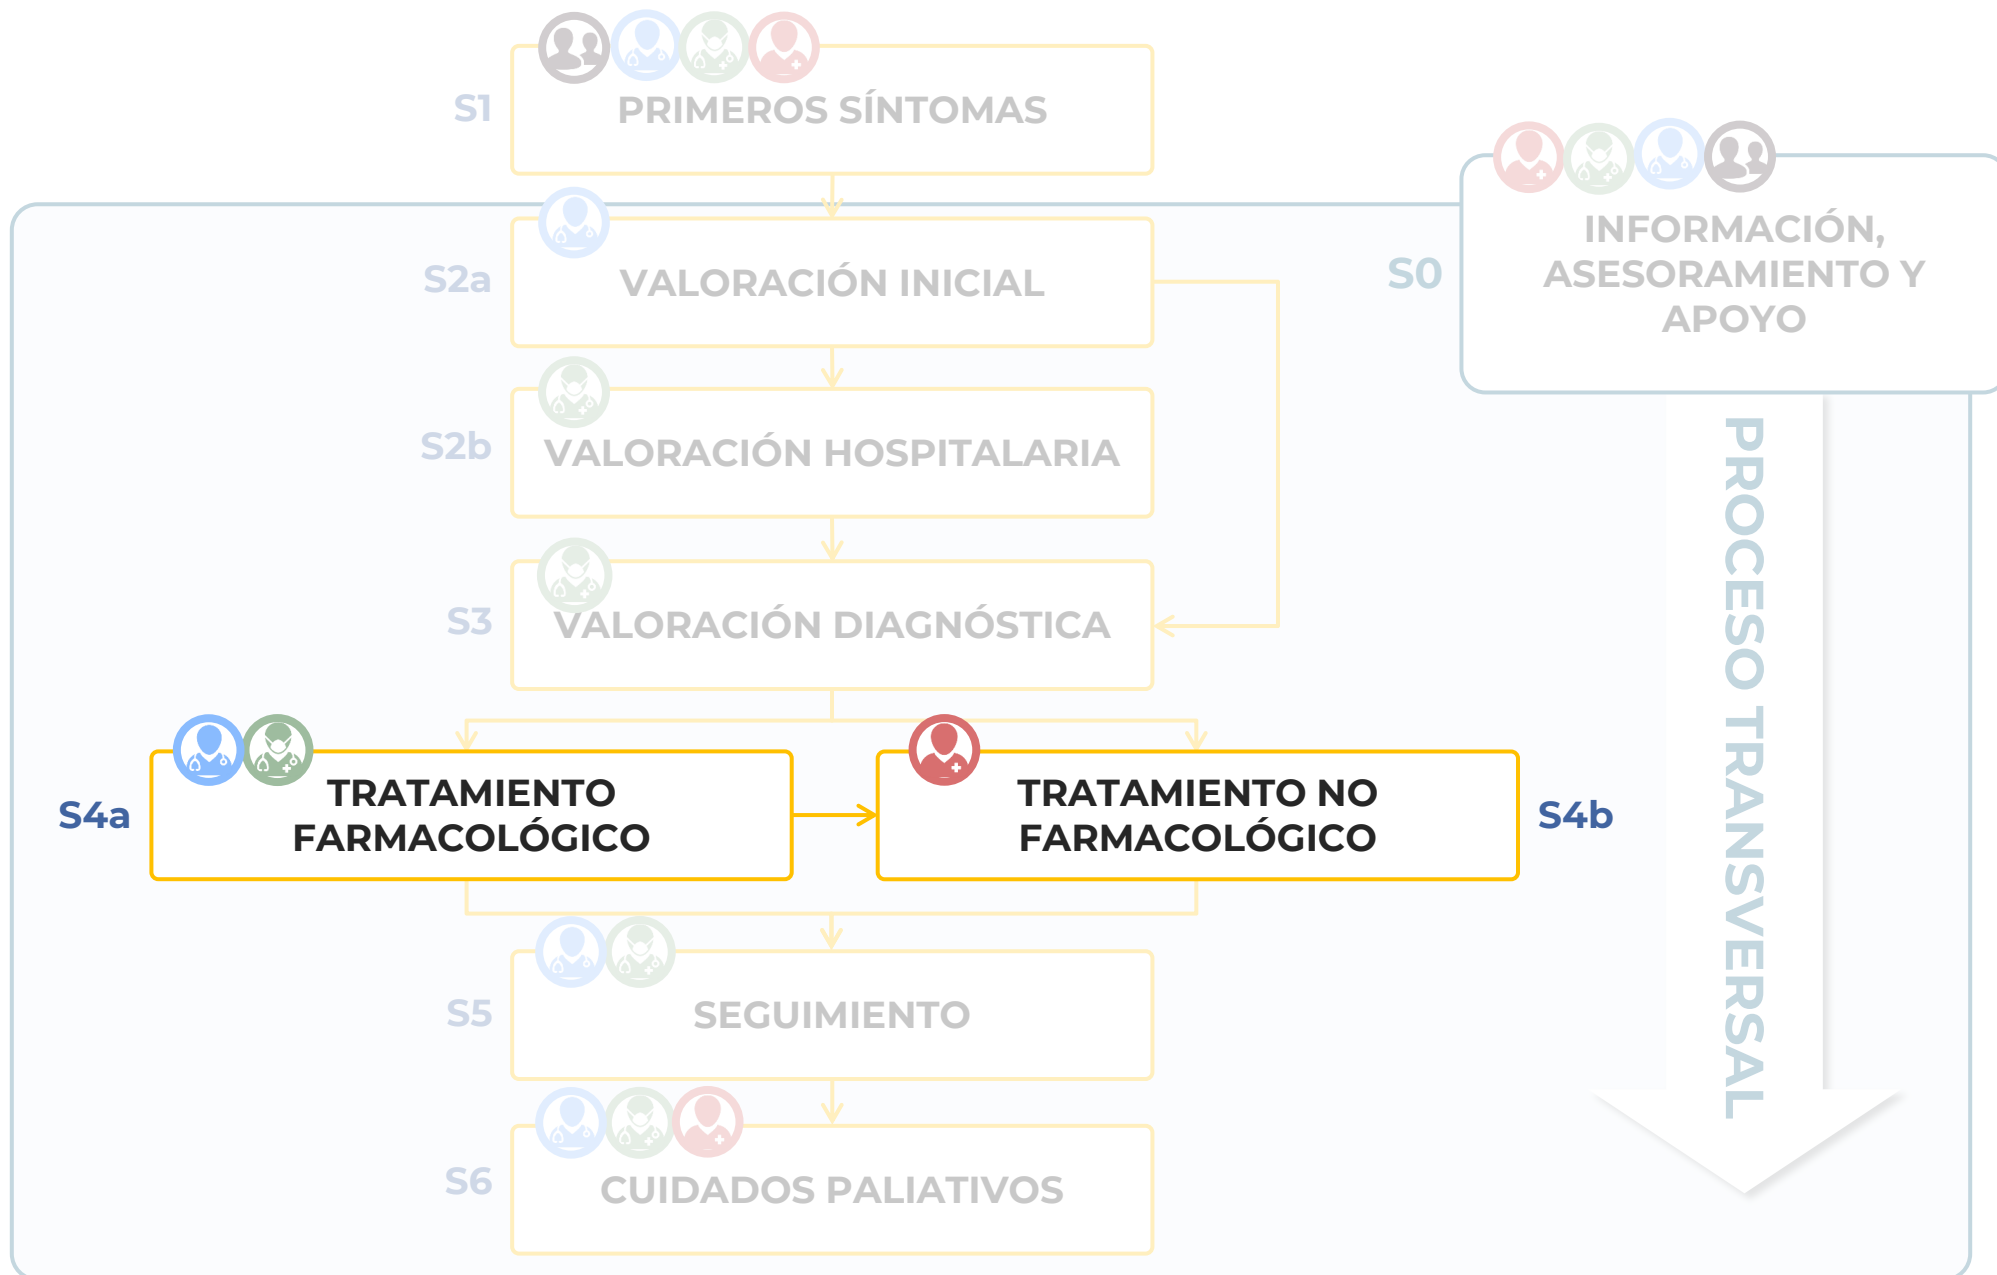 S1
PRIMEROS SÍNTOMAS
S0
INFORMACIÓN,
ASESORAMIENTO Y
APOYO
S2a
VALORACIÓN INICIAL
S2b
VALORACIÓN HOSPITALARIA
S3
VALORACIÓN DIAGNÓSTICA
PROCESO TRANSVERSAL
S4a
TRATAMIENTO
FARMACOLÓGICO
TRATAMIENTO NO
FARMACOLÓGICO
S4b
S5
SEGUIMIENTO
S6
CUIDADOS PALIATIVOS